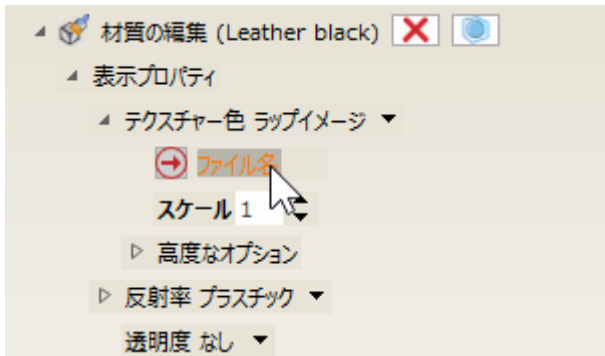 材質の編集 (Leather black)
表示プロパティ
テクスチャー色 ラップイメージ
ファイル名
スケール 1
高度なオプション
反射率 プラスチック
透明度 なし